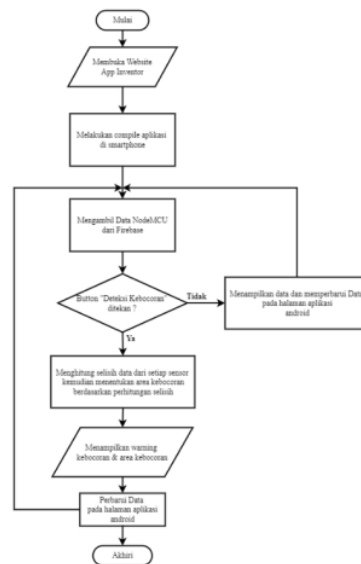 Mulai
Membuka Website
App Inventor
Melakukan compile aplikasi
di smartphone
Mengambil Data NodeMCU
dari Firebase
Button "Deteksi Kebocoran"
ditekan ?
Tidak
Menampilkan data dan memperbarui Data
pada halaman aplikasi
android
Ya
Menghitung selisih data dari setiap sensor
kemudian menentukan area kebocoran
berdasarkan perhitungan selisih
Menampilkan warning
kebocoran & area kebocoran
Perbarui Data
pada halaman aplikasi
android
Akhiri